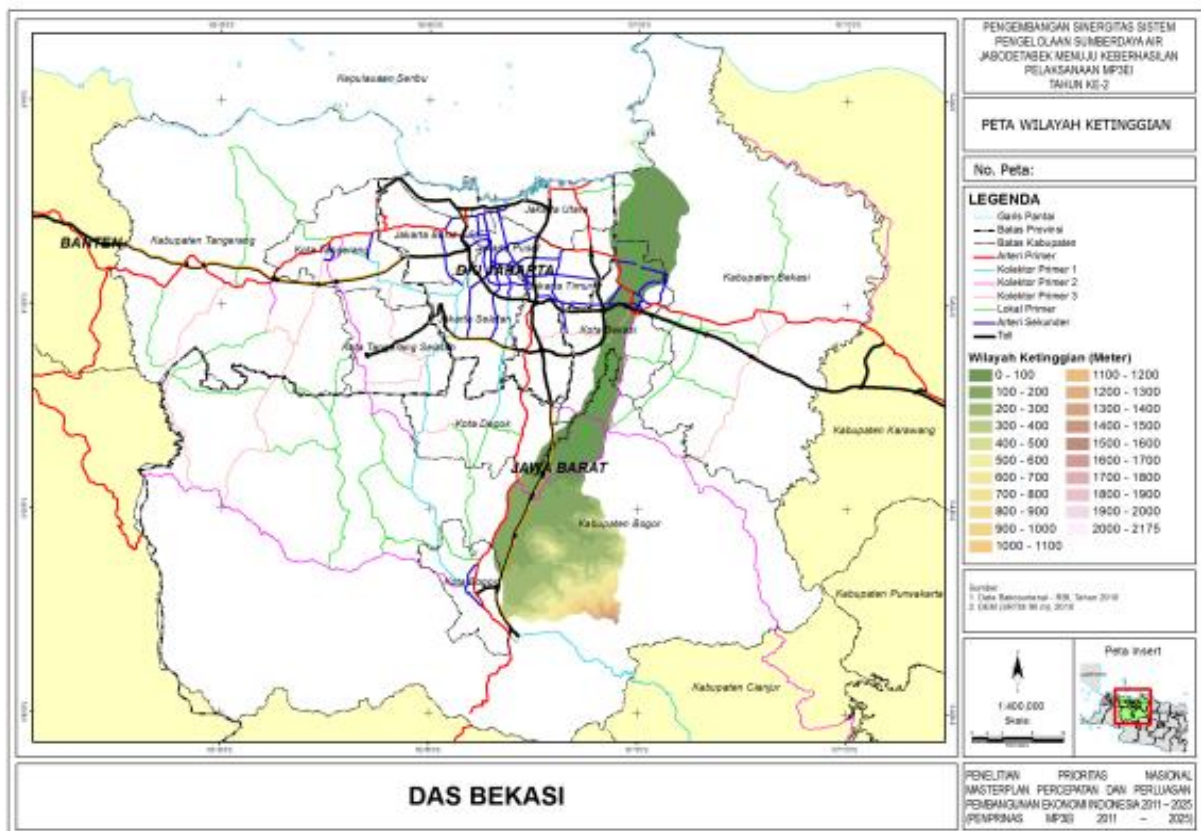 PENGEMBANGAN SINERGITAS SISTEM
PENGELOLAAN SUMBERDAYA AIR
JABODETABEK MENUJU KEBERHASILAN
PELAKSANAAN MP3EI
TAHUN KE-2
PETA WILAYAH KETINGGIAN
No. Peta:
LEGENDA
Garis Pantai
Batas Provinsi
Batas Kabupaten
Arteri Primer
Kolektor Primer 1
Kolektor Primer 2
Kolektor Primer 3
Lokal Primer
Arteri Sekunder
Toll
Wilayah Ketinggian (Meter)
0 - 100
100 - 200
200 - 300
300 - 400
400 - 500
500 - 600
600 - 700
700 - 800
800 - 900
900 - 1000
1000 - 1100
1100 - 1200
1200 - 1300
1300 - 1400
1400 - 1500
1500 - 1600
1600 - 1700
1700 - 1800
1800 - 1900
1900 - 2000
2000 - 2175
Sumber:
Peta Insert
1:400.000
Skala:
PENELITIAN PRIORITAS NASIONAL
MASTERPLAN PERCEPATAN DAN PERLUASAN
PEMBANGUNAN EKONOMI INDONESIA 2011 – 2025
(PENPRINAS MP3EI 2011 – 2025)
Kepulauaan Seribu
Jakarta Utara
BANTEN
Kabupaten Tangerang
Kota Tangerang
Jakarta
DKI JAKARTA
Kabupaten Bekasi
Kota Bekasi
Kota Tangerang Selatan
Kota Depok
Kabupaten Karawang
JAWA BARAT
Kabupaten Bogor
Kota Bogor
Kabupaten Purwakarta
Kabupaten Cianjur
DAS BEKASI